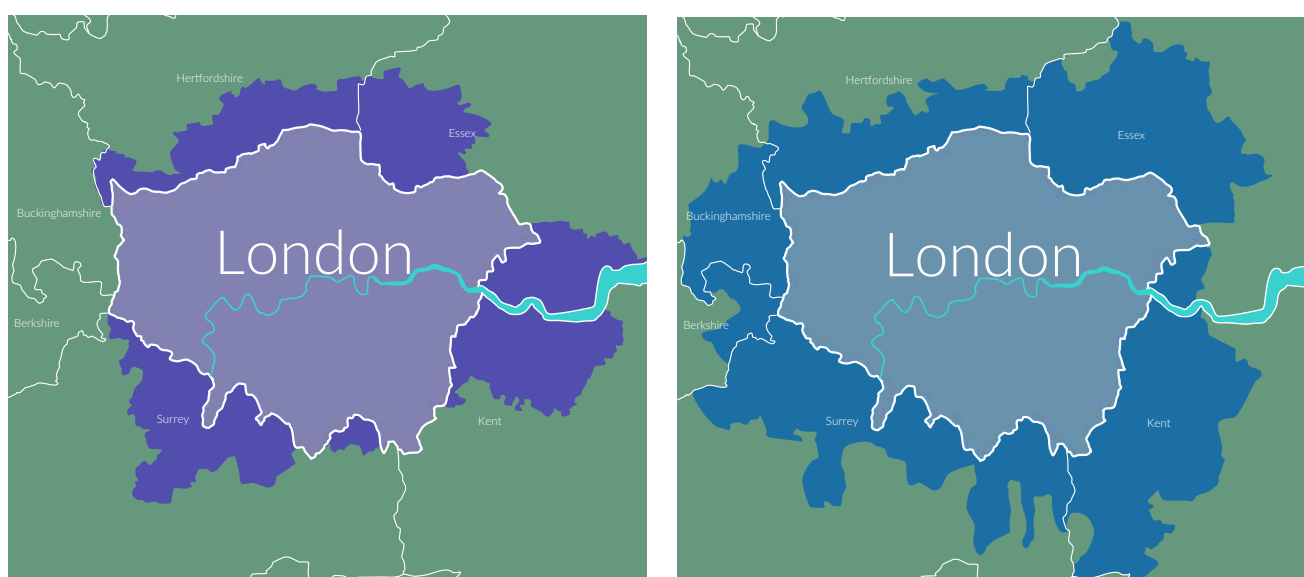 Hertfordshire
Essex
Buckinghamshire
London
Berkshire
Surrey
Kent
Hertfordshire
Essex
Buckinghamshire
London
Berkshire
Surrey
Kent